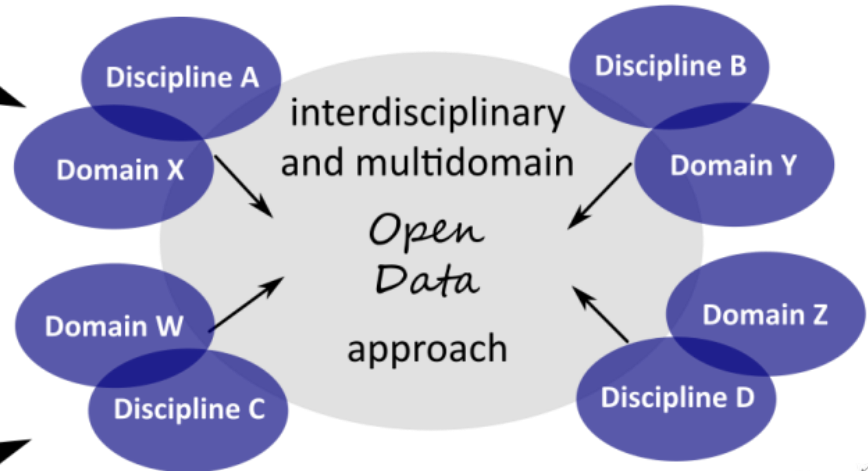 Discipline A
Domain X
Discipline B
Domain Y
interdisciplinary
and multidomain
Open
Data
approach
Domain W
Discipline C
Domain Z
Discipline D